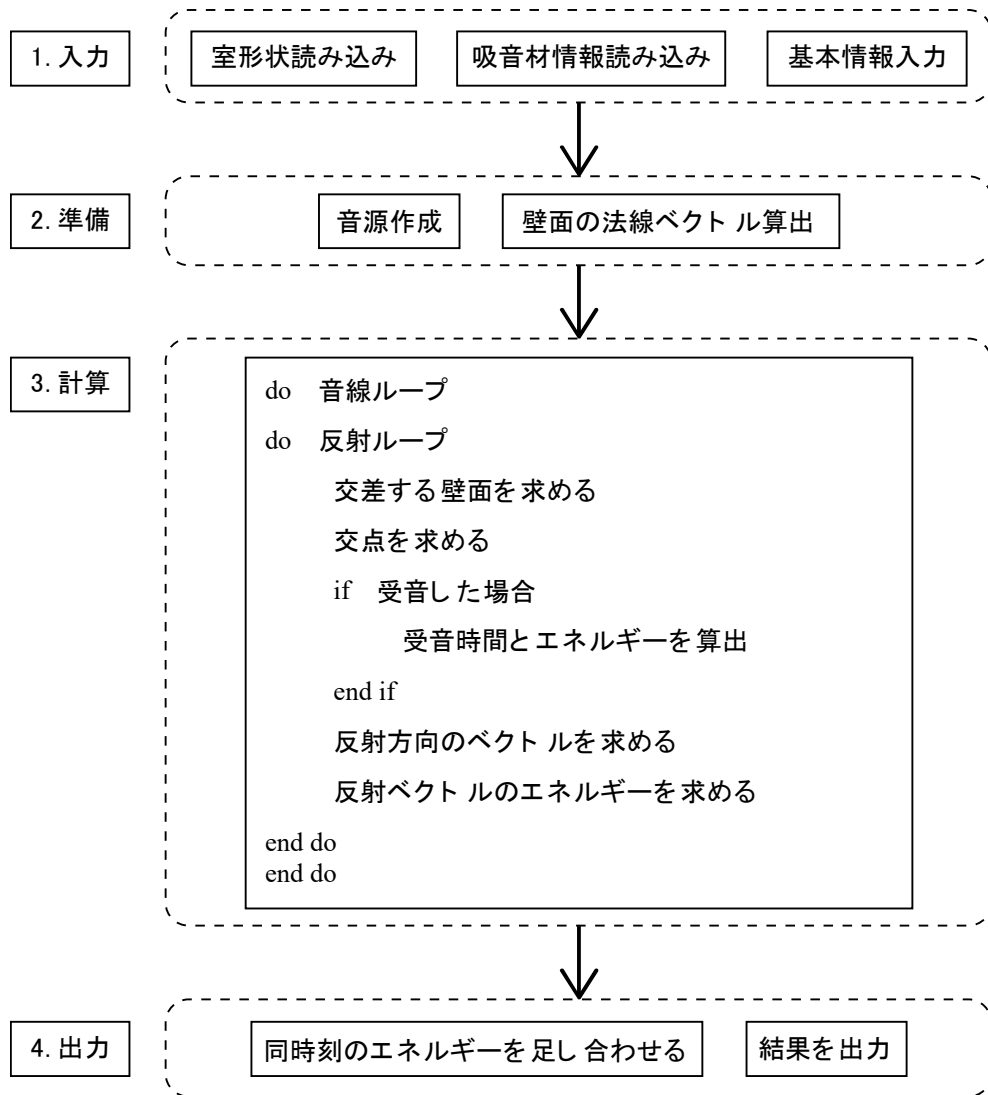 1. 入力
室形状読み込み 吸音材情報読み込み 基本情報入力
2. 準備
音源作成 壁面の法線ベクトル算出
3. 計算
do 音線ループ
do 反射ループ
交差する壁面を求める
交点を求める
if 受音した場合
受音時間とエネルギーを算出
end if
反射方向のベクトルを求める
反射ベクトルのエネルギーを求める
end do
end do
4. 出力
同時刻のエネルギーを足し合わせる 結果を出力